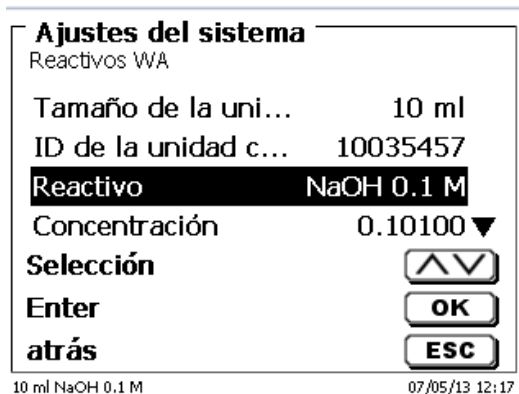 Ajustes del sistema
Reactivos WA
Tamaño de la uni... 10 ml
ID de la unidad c... 10035457
Reactivo NaOH 0.1 M
Concentración 0.10100▼
Selección
Enter OK
atrás ESC
10 ml NaOH 0.1 M 07/05/13 12:17